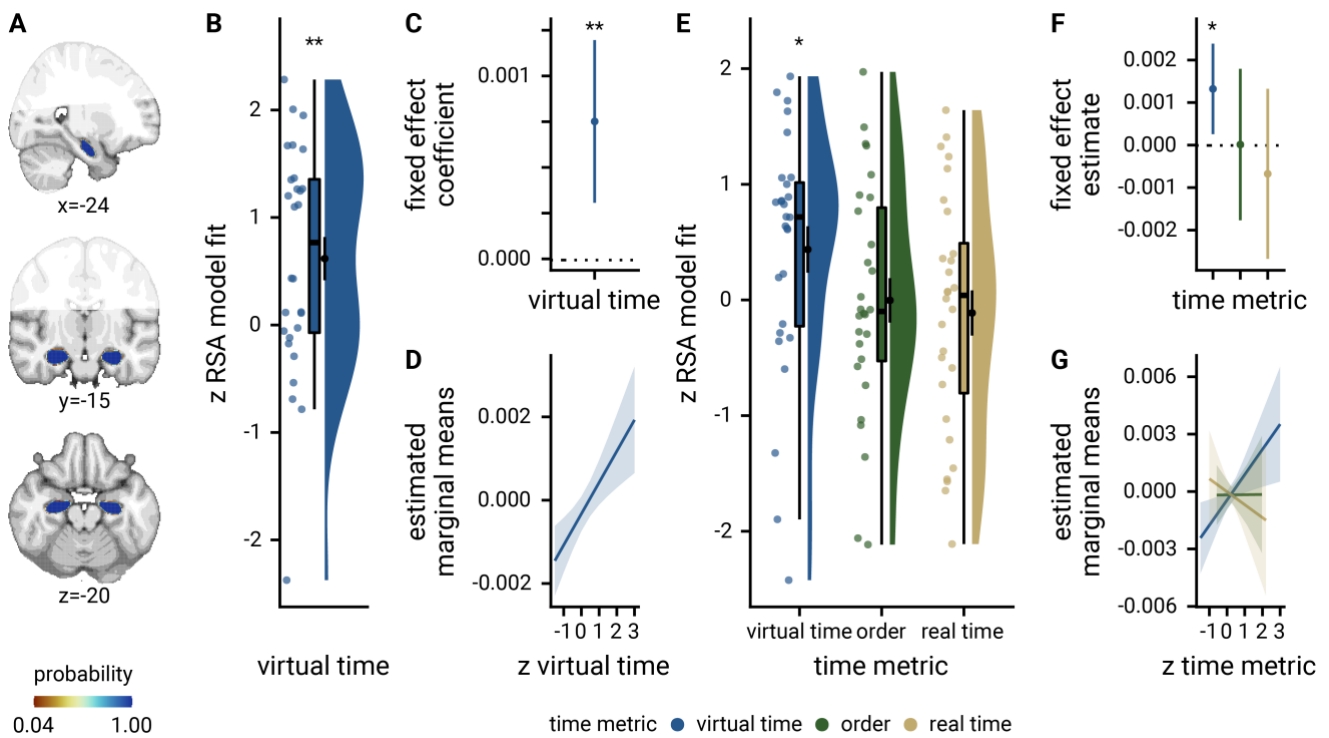 A
x=-24
y=-15
z=-20
probability
0.04 1.00
B
**
z RSA model fit
2
1
0
-1
-2
virtual time
C
**
fixed effect
coefficient
0.001
0.000
virtual time
D
estimated
marginal means
0.002
0.000
-0.002
-1 0 1 2 3
z virtual time
E
*
z RSA model fit
2
1
0
-1
-2
virtual time order real time
time metric
F
*
fixed effect
estimate
0.002
0.001
0.000
-0.001
-0.002
time metric
G
estimated
marginal means
0.006
0.003
0.000
-0.003
-0.006
-1 0 1 2 3
z time metric
time metric virtual time order real time